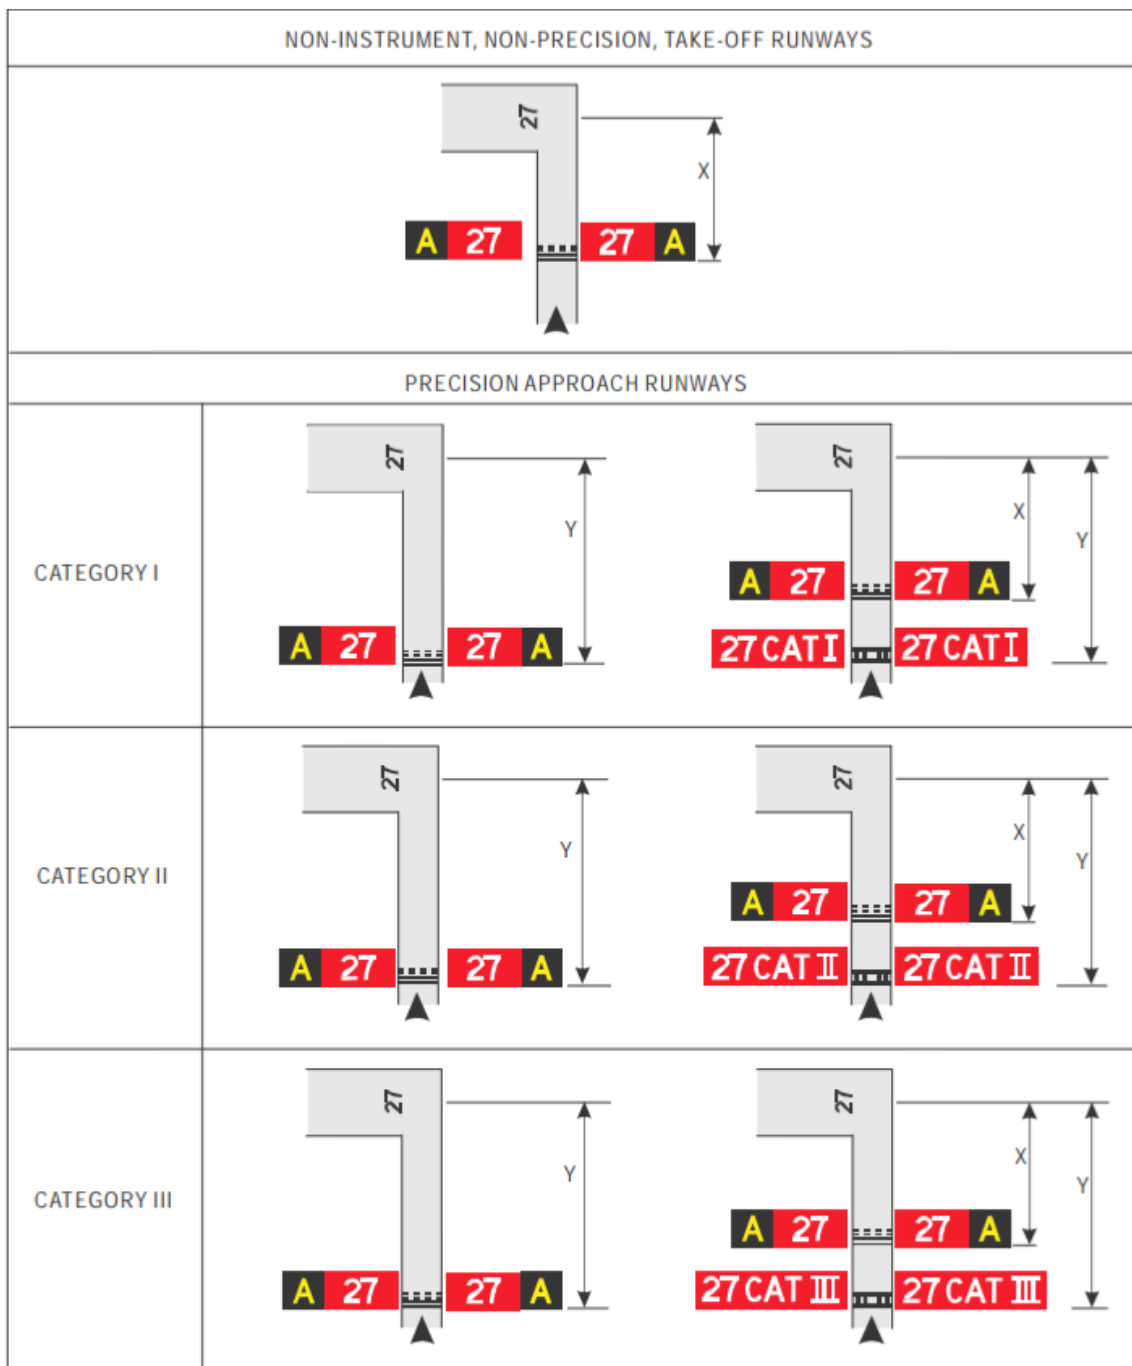 NON-INSTRUMENT, NON-PRECISION, TAKE-OFF RUNWAYS
27
X
A 27 27 A
PRECISION APPROACH RUNWAYS
CATEGORY I
27
Y
A 27 27 A
27
X
Y
A 27 27 A
27 CAT I 27 CAT I
CATEGORY II
27
Y
A 27 27 A
27
X
Y
A 27 27 A
27 CAT II 27 CAT II
CATEGORY III
27
Y
A 27 27 A
27
X
Y
A 27 27 A
27 CAT III 27 CAT III